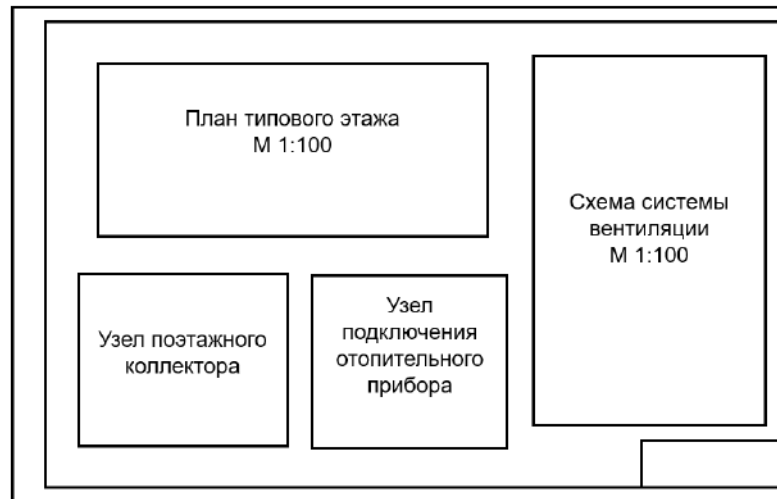 План типового этажа
М 1:100
Схема системы
вентиляции
М 1:100
Узел поэтажного
коллектора
Узел
подключения
отопительного
прибора